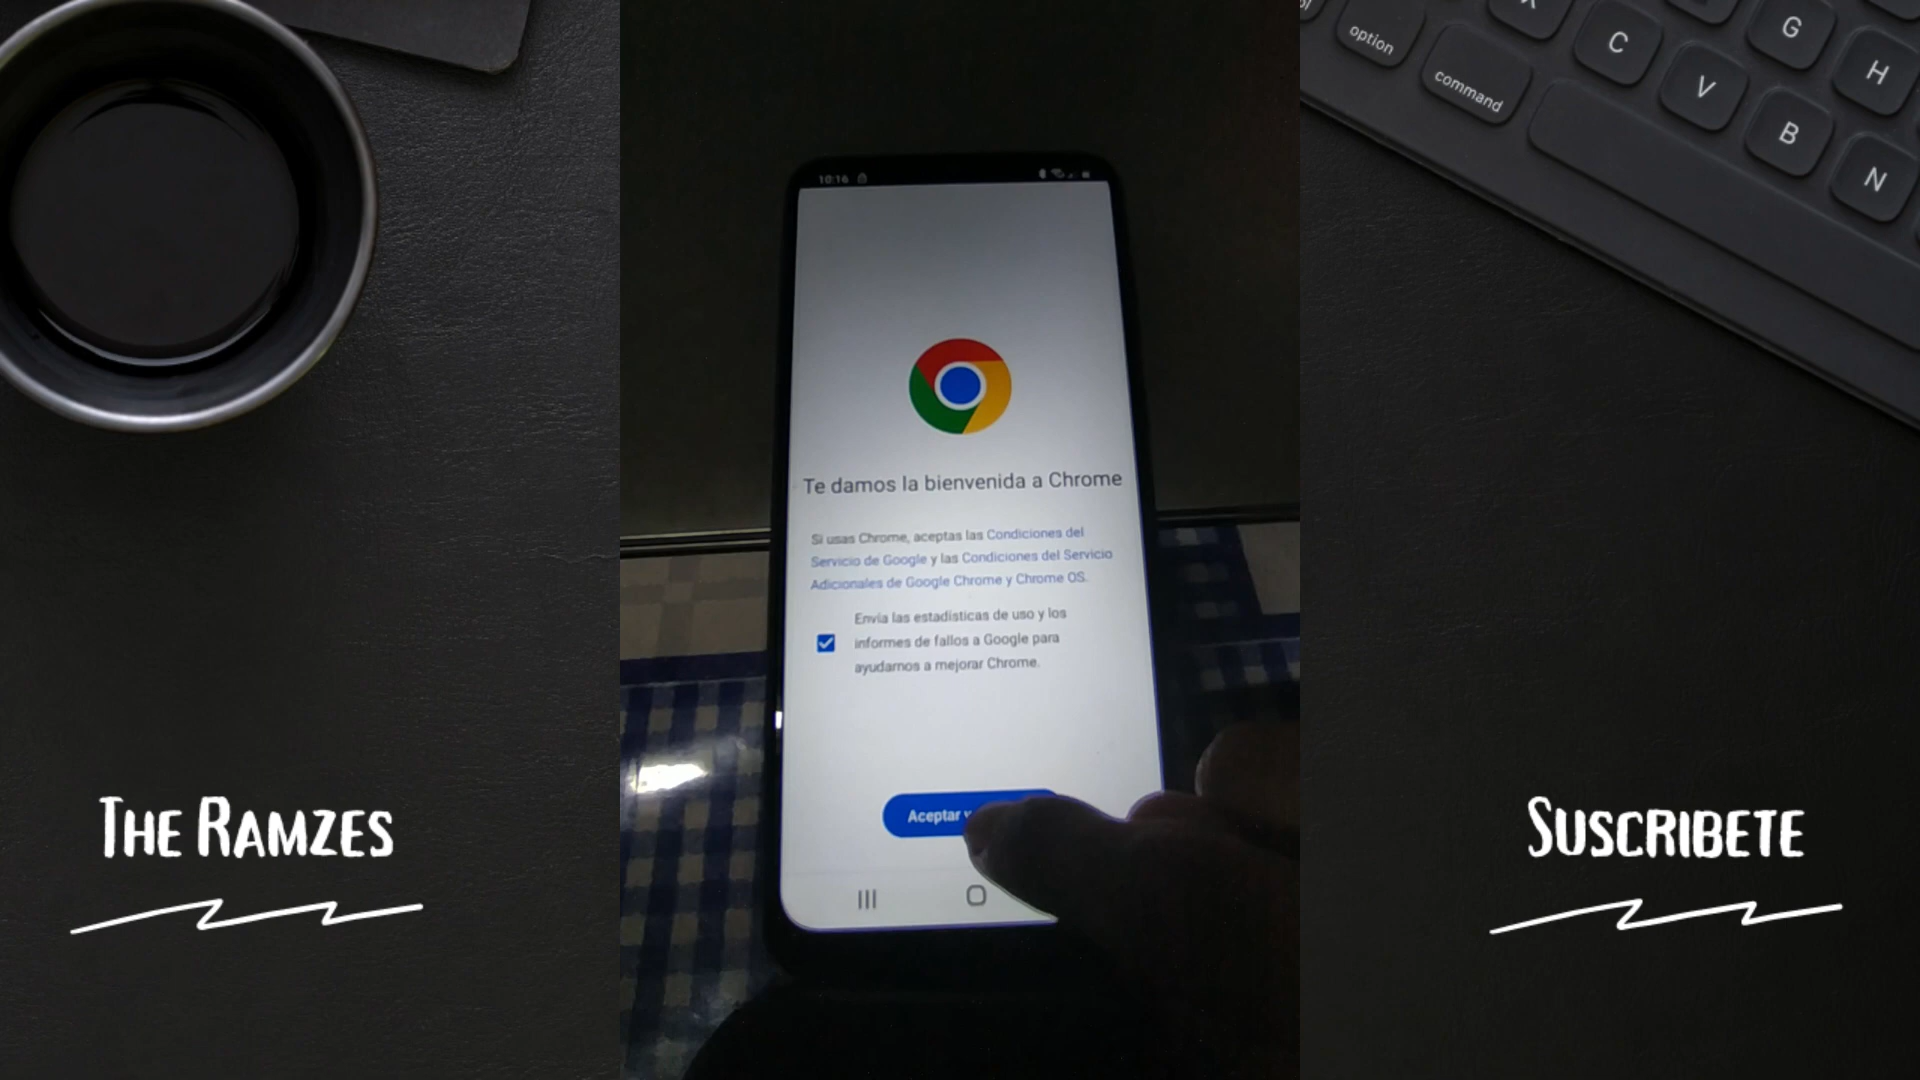 option
command
C
V
B
G
H
N
10:16
Te damos la bienvenida a Chrome
Si usas Chrome, aceptas las Condiciones del
Servicio de Google y las Condiciones del Servicio
Adicionales de Google Chrome y Chrome OS.
Envía las estadísticas de uso y los
informes de fallos a Google para
ayudarnos a mejorar Chrome.
Aceptar y
THE RAMZES
SUSCRIBETE